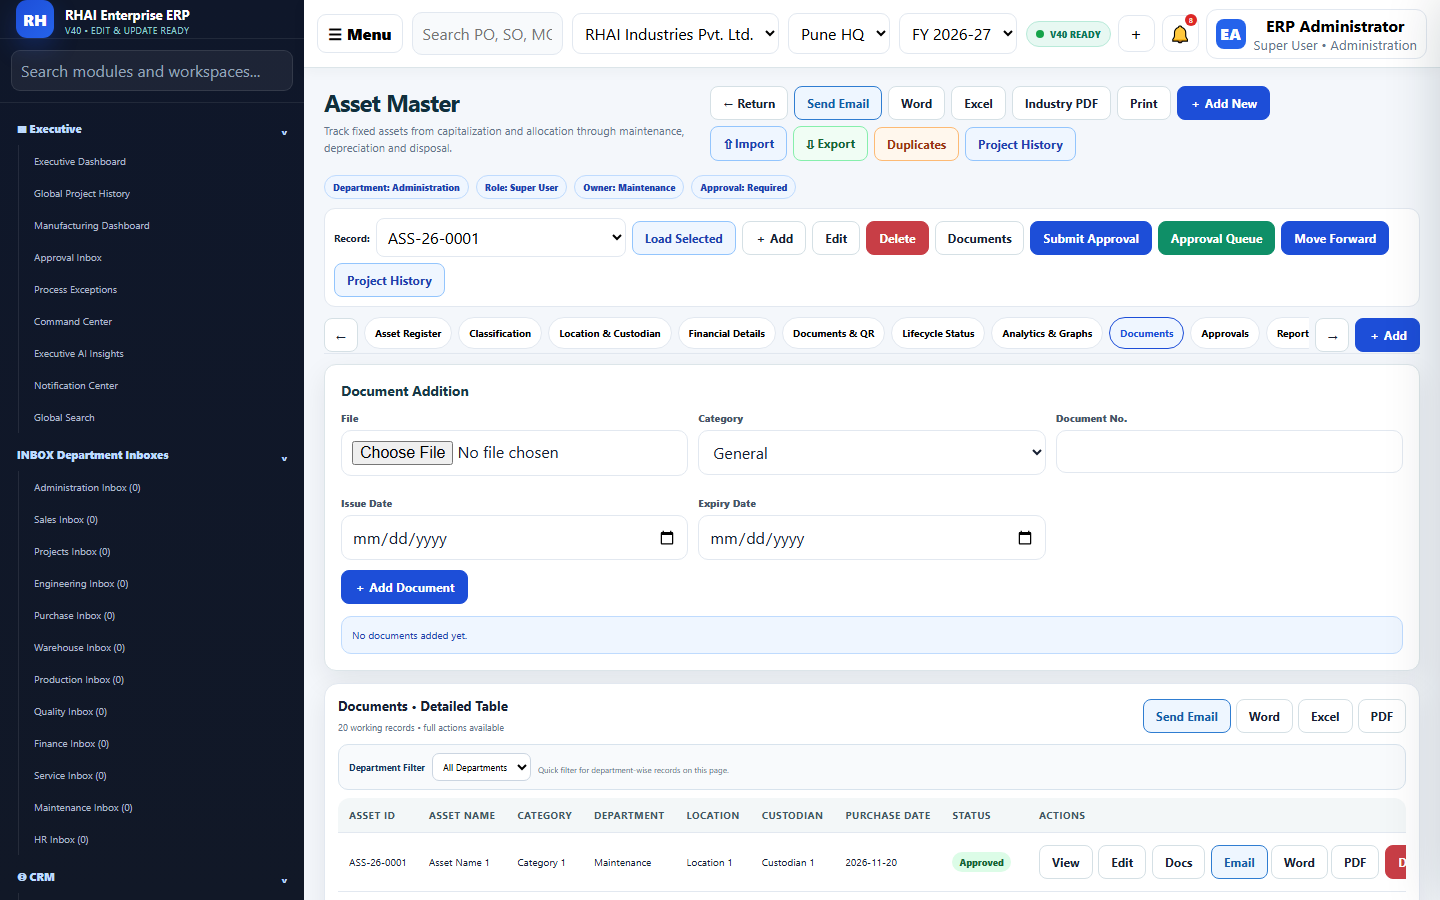 RH
RHAI Enterprise ERP
V40 • EDIT & UPDATE READY
Search modules and workspaces...
Executive
Executive Dashboard
Global Project History
Manufacturing Dashboard
Approval Inbox
Process Exceptions
Command Center
Executive AI Insights
Notification Center
Global Search
INBOX Department Inboxes
Administration Inbox (0)
Sales Inbox (0)
Projects Inbox (0)
Engineering Inbox (0)
Purchase Inbox (0)
Warehouse Inbox (0)
Production Inbox (0)
Quality Inbox (0)
Finance Inbox (0)
Service Inbox (0)
Maintenance Inbox (0)
HR Inbox (0)
CRM
☰ Menu
Search PO, SO, MO
RHAI Industries Pvt. Ltd.
Pune HQ
FY 2026-27
V40 READY
+
8
EA
ERP Administrator
Super User • Administration
Asset Master
Track fixed assets from capitalization and allocation through maintenance,
depreciation and disposal.
← Return
Send Email
Word
Excel
Industry PDF
Print
+ Add New
⇧ Import
⇩ Export
Duplicates
Project History
Department: Administration
Role: Super User
Owner: Maintenance
Approval: Required
Record:
ASS-26-0001
Load Selected
+ Add
Edit
Delete
Documents
Submit Approval
Approval Queue
Move Forward
Project History
←
Asset Register
Classification
Location & Custodian
Financial Details
Documents & QR
Lifecycle Status
Analytics & Graphs
Documents
Approvals
Report
→
+ Add
Document Addition
File
Category
Document No.
Choose File No file chosen
General
Issue Date
Expiry Date
mm/dd/yyyy
mm/dd/yyyy
+ Add Document
No documents added yet.
Documents • Detailed Table
20 working records • full actions available
Send Email
Word
Excel
PDF
Department Filter
All Departments
Quick filter for department-wise records on this page.
ASSET ID
ASSET NAME
CATEGORY
DEPARTMENT
LOCATION
CUSTODIAN
PURCHASE DATE
STATUS
ACTIONS
ASS-26-0001
Asset Name 1
Category 1
Maintenance
Location 1
Custodian 1
2026-11-20
Approved
View
Edit
Docs
Email
Word
PDF
D